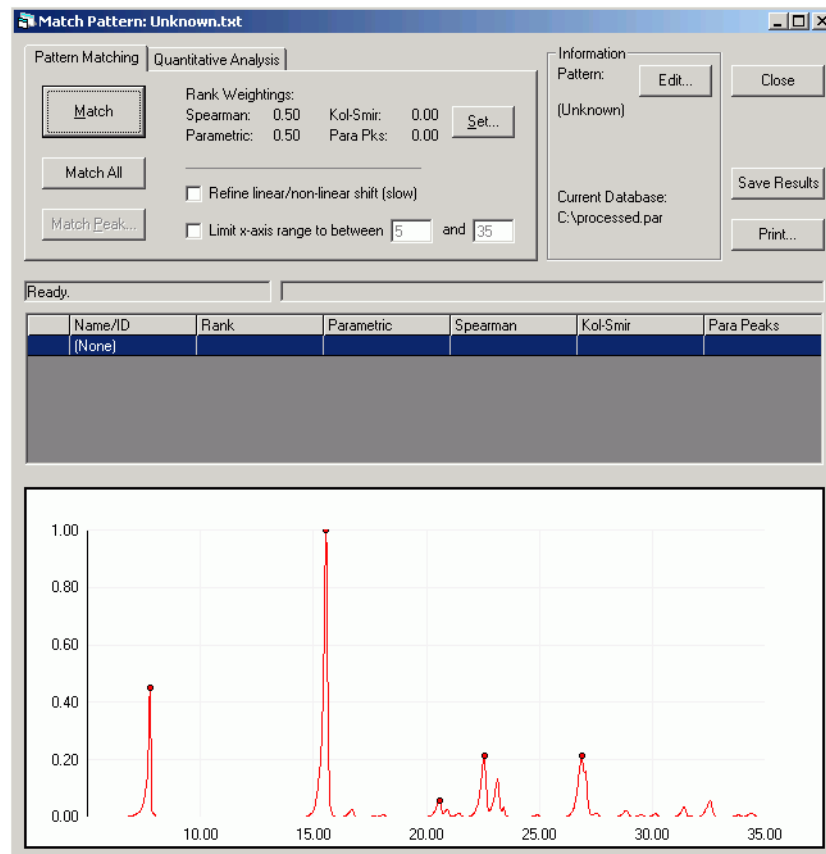 Match Pattern: Unknown.txt
Pattern Matching
Quantitative Analysis
Match
Match All
Match Peak...
Rank Weightings:
Spearman: 0.50 Kol-Smir: 0.00
Parametric: 0.50 Para Pks: 0.00
Set...
Refine linear/non-linear shift (slow)
Limit x-axis range to between 5 and 35
Information
Pattern:
Edit...
(Unknown)
Current Database:
C:\processed.par
Close
Save Results
Print...
Ready.
Name/ID Rank Parametric Spearman Kol-Smir Para Peaks
(None)
1.00
0.80
0.60
0.40
0.20
0.00
10.00 15.00 20.00 25.00 30.00 35.00